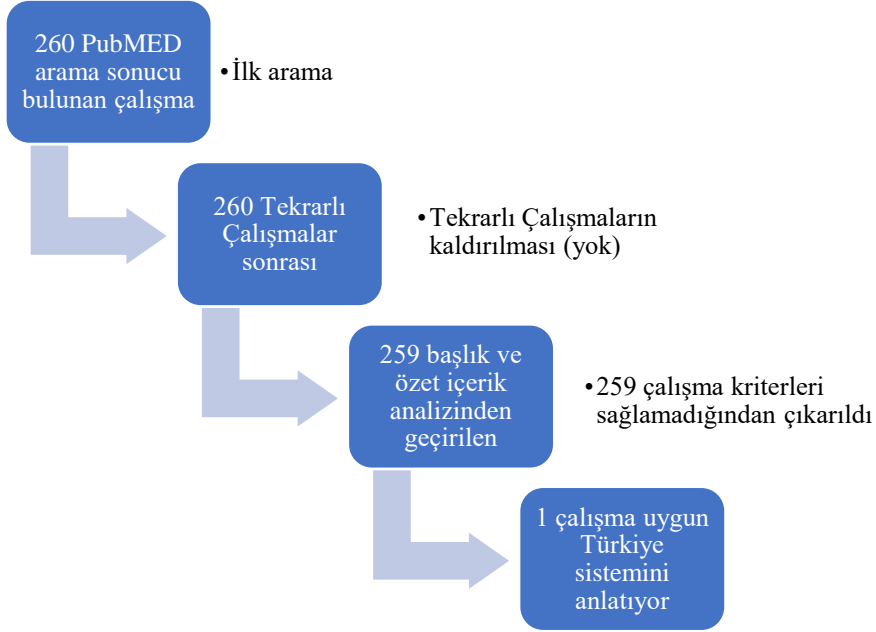 260 PubMED
arama sonucu
bulunan çalışma
•İlk arama
260 Tekrarlı
Çalışmalar
sonrası
•Tekrarlı Çalışmaların
kaldırılması (yok)
259 başlık ve
özet içerik
analizinden
geçirilen
•259 çalışma kriterleri
sağlamadığından çıkarıldı
1 çalışma uygun
Türkiye
sistemini
anlatıyor